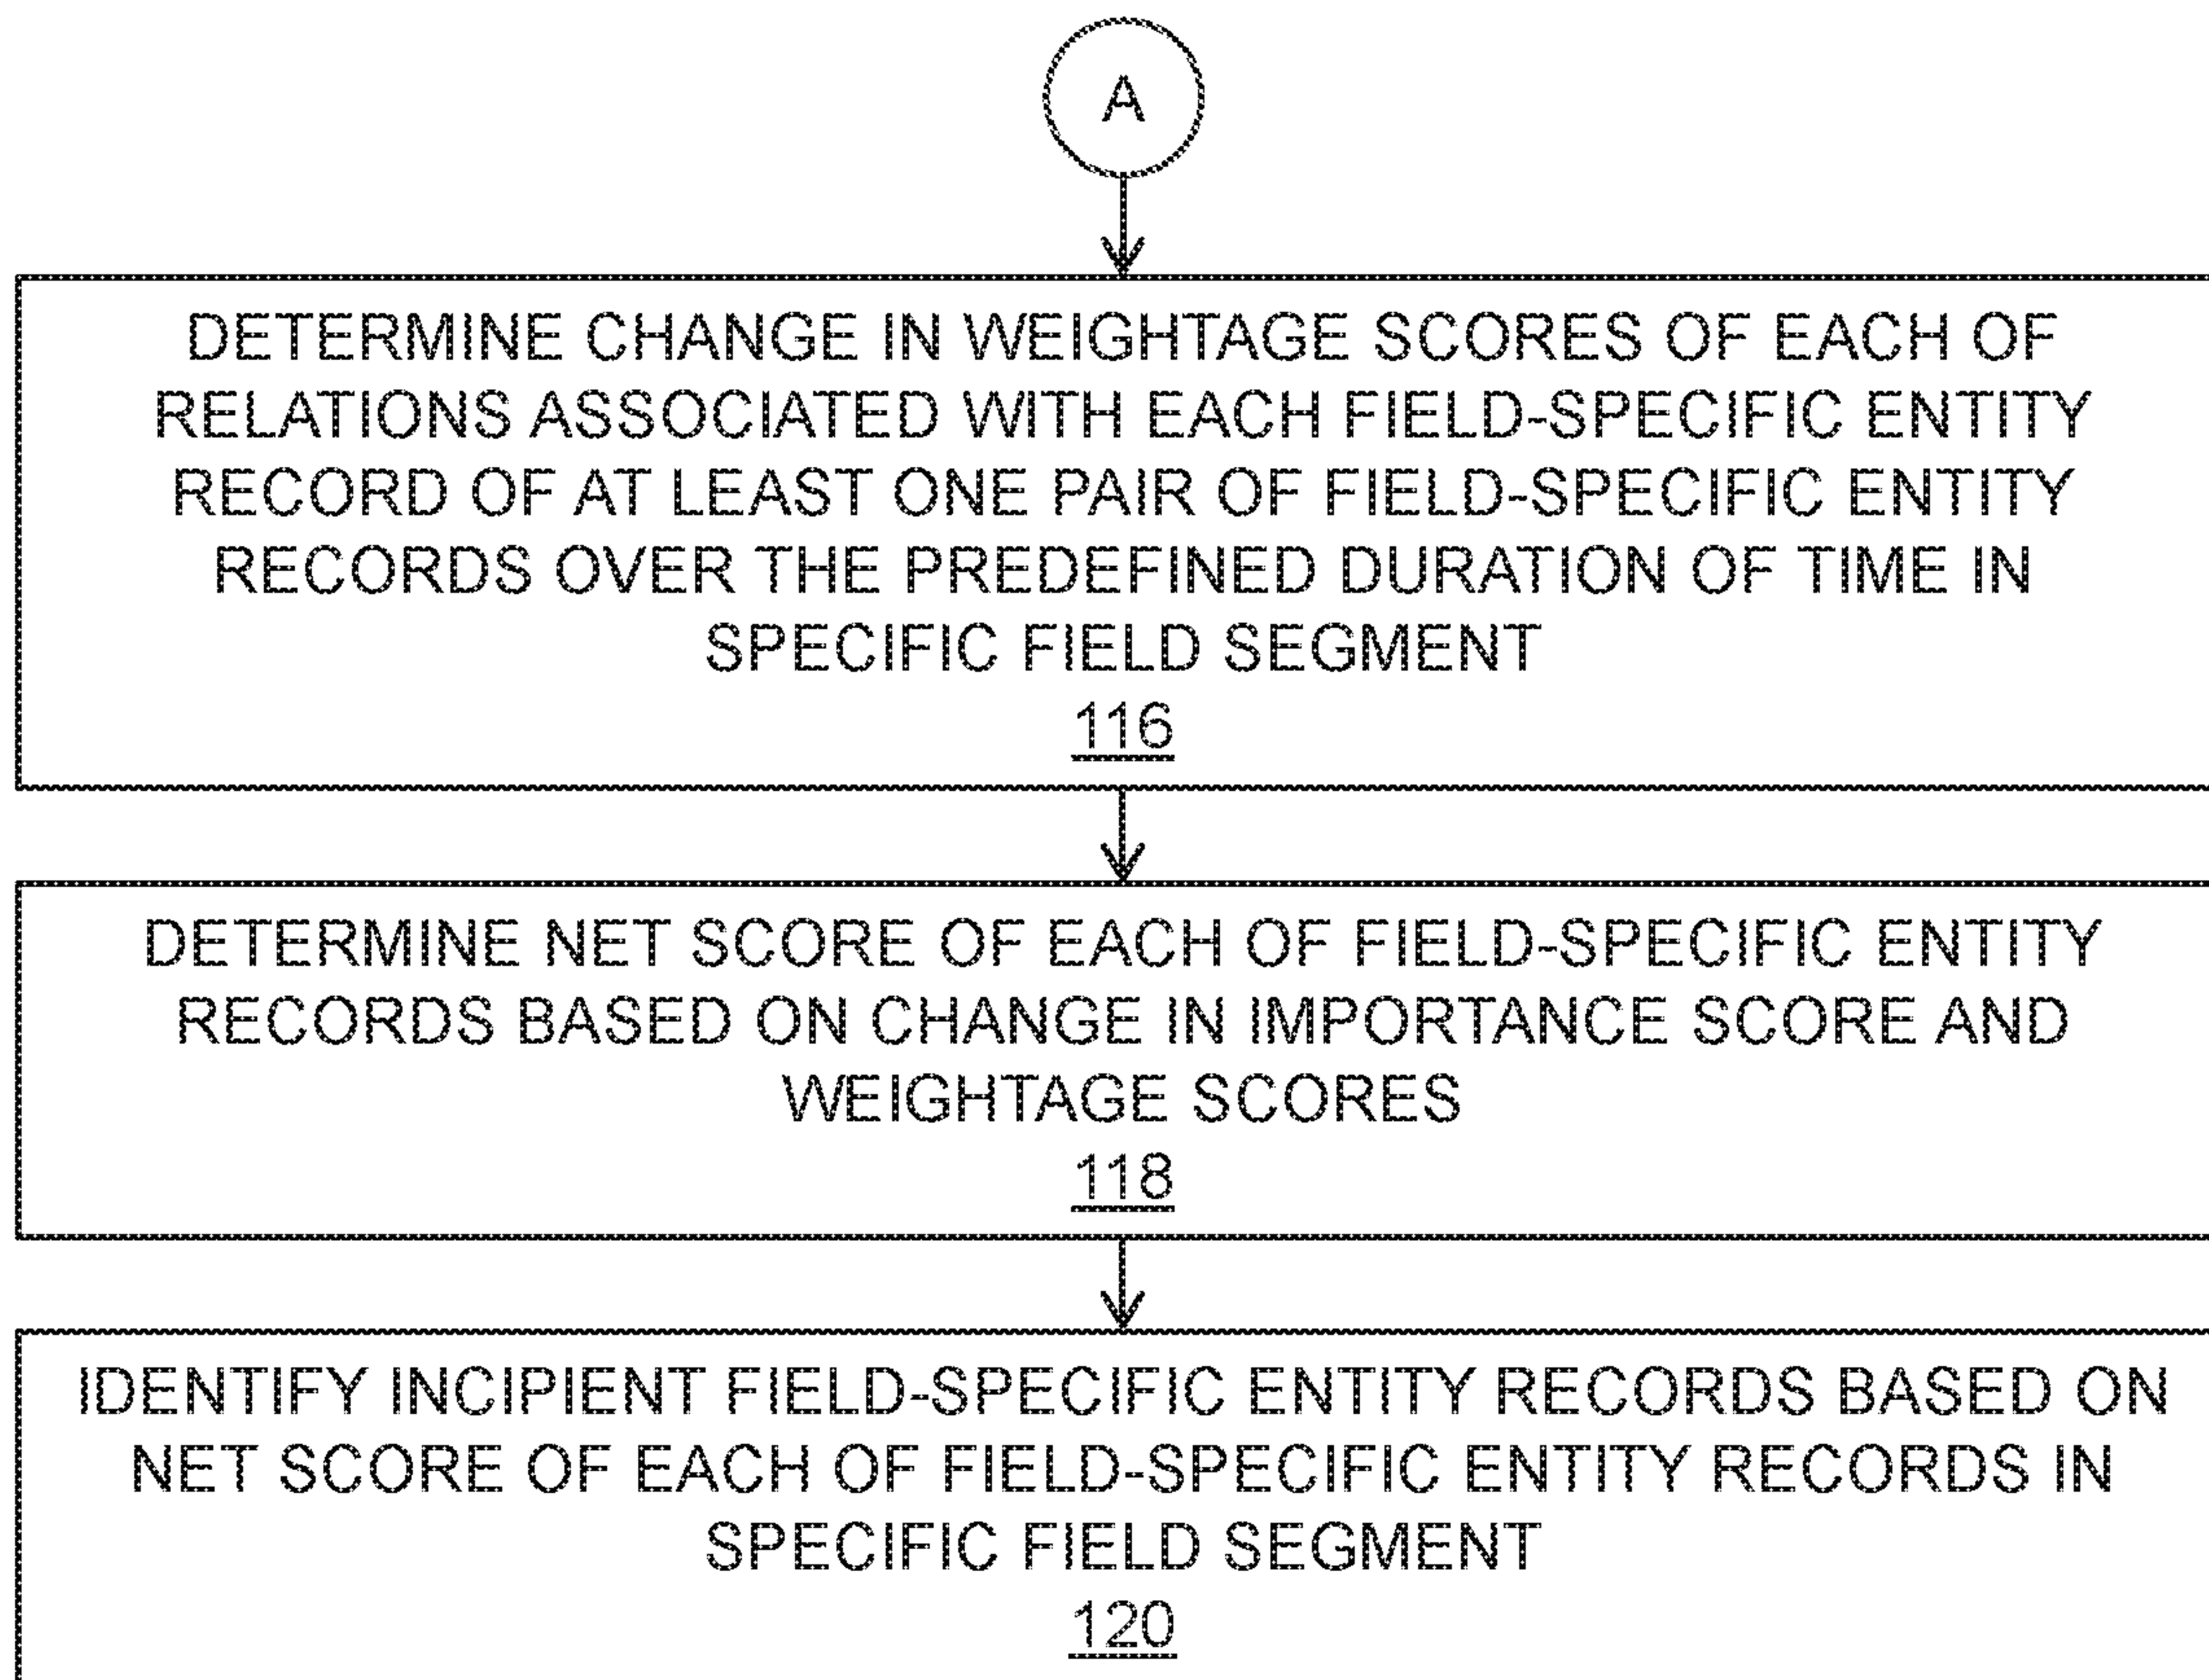 A
DETERMINE CHANGE IN WEIGHTAGE SCORES OF EACH OF
RELATIONS ASSOCIATED WITH EACH FIELD-SPECIFIC ENTITY
RECORD OF AT LEAST ONE PAIR OF FIELD-SPECIFIC ENTITY
RECORDS OVER THE PREDEFINED DURATION OF TIME IN
SPECIFIC FIELD SEGMENT
116
DETERMINE NET SCORE OF EACH OF FIELD-SPECIFIC ENTITY
RECORDS BASED ON CHANGE IN IMPORTANCE SCORE AND
WEIGHTAGE SCORES
118
IDENTIFY INCIPIENT FIELD-SPECIFIC ENTITY RECORDS BASED ON
NET SCORE OF EACH OF FIELD-SPECIFIC ENTITY RECORDS IN
SPECIFIC FIELD SEGMENT
120